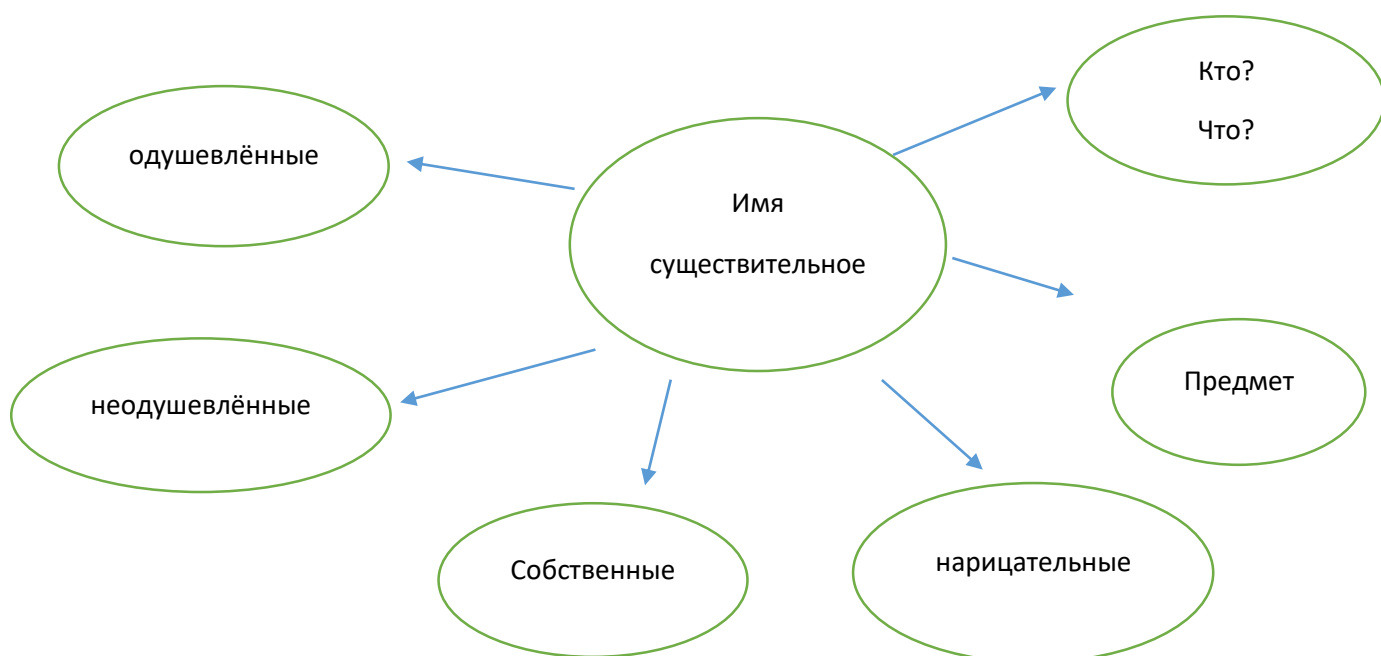 Кто?
Что?
одушевлённые
Имя
существительное
Предмет
неодушевлённые
Собственные
нарицательные